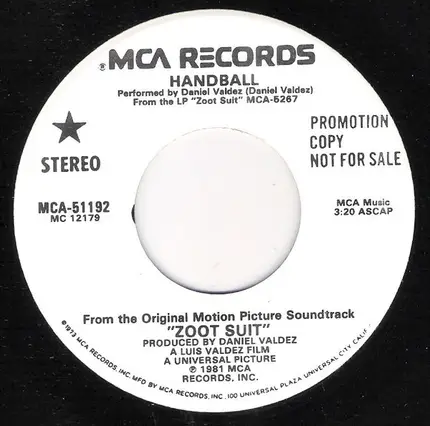 ®MCA RECORDS
HANDBALL
Performed by Daniel Valdez (Daniel Valdez)
From the LP "Zoot Suit" MCA-5267
STEREO
MCA-51192
MC 12179
PROMOTION
COPY
NOT FOR SALE
MCA Music
3:20 ASCAP
From the Original Motion Picture Soundtrack
"ZOOT SUIT"
PRODUCED BY DANIEL VALDEZ
A LUIS VALDEZ FILM
A UNIVERSAL PICTURE
℗ 1981 MCA
RECORDS, INC.
©1973 MCA RECORDS, INC. MFD BY MCA RECORDS, INC., 100 UNIVERSAL PLAZA, UNIVERSAL CITY, CALIF.